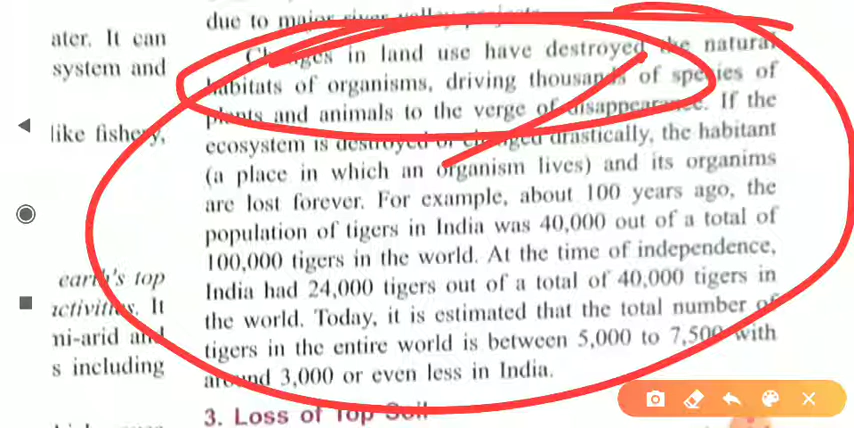 ater. It can
system and
like fishery,
earth's top
activities. It
ni-arid and
s including
due to major river valley projects.
Changes in land use have destroyed the natural
habitats of organisms, driving thousands of species of
plants and animals to the verge of disappearance. If the
ecosystem is destroyed or changed drastically, the habitant
(a place in which an organism lives) and its organims
are lost forever. For example, about 100 years ago, the
population of tigers in India was 40,000 out of a total of
100,000 tigers in the world. At the time of independence,
India had 24,000 tigers out of a total of 40,000 tigers in
the world. Today, it is estimated that the total number of
tigers in the entire world is between 5,000 to 7,500 with
around 3,000 or even less in India.
3. Loss of Top Soil